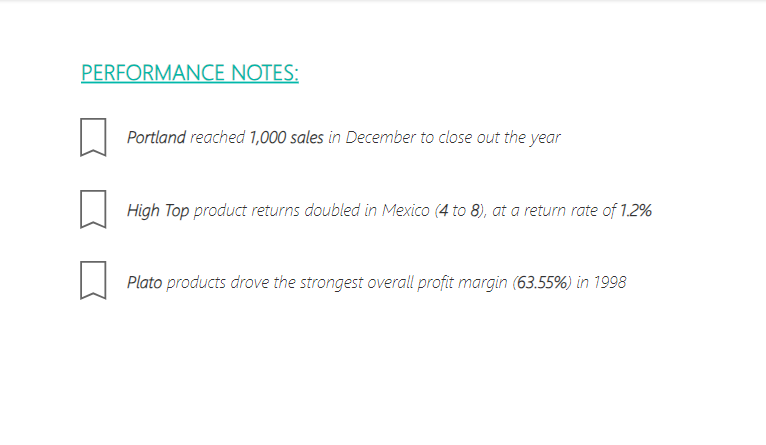 PERFORMANCE NOTES:
Portland reached 1,000 sales in December to close out the year
High Top product returns doubled in Mexico (4 to 8), at a return rate of 1.2%
Plato products drove the strongest overall profit margin (63.55%) in 1998